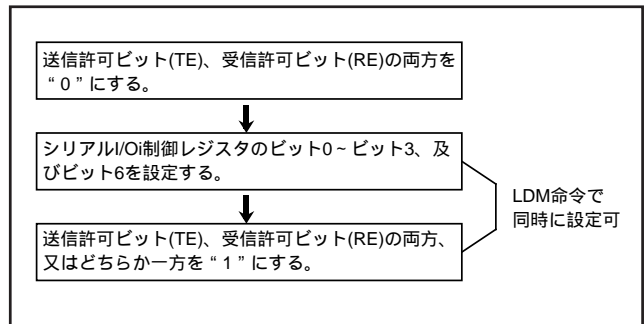 送信許可ビット(TE)、受信許可ビット(RE)の両方を
“0”にする。
シリアルI/Oi制御レジスタのビット0~ビット3、及
びビット6を設定する。
LDM命令で
同時に設定可
送信許可ビット(TE)、受信許可ビット(RE)の両方、
又はどちらか一方を“1”にする。